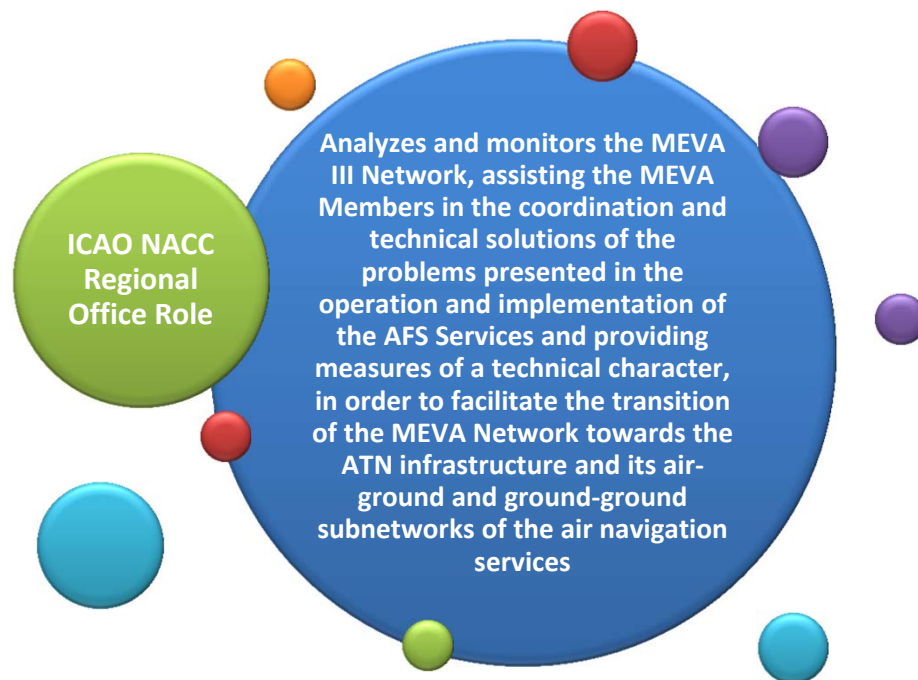 ICAO NACC
Regional
Office Role
Analyzes and monitors the MEVA
III Network, assisting the MEVA
Members in the coordination and
technical solutions of the
problems presented in the
operation and implementation of
the AFS Services and providing
measures of a technical character,
in order to facilitate the transition
of the MEVA Network towards the
ATN infrastructure and its air-
ground and ground-ground
subnetworks of the air navigation
services